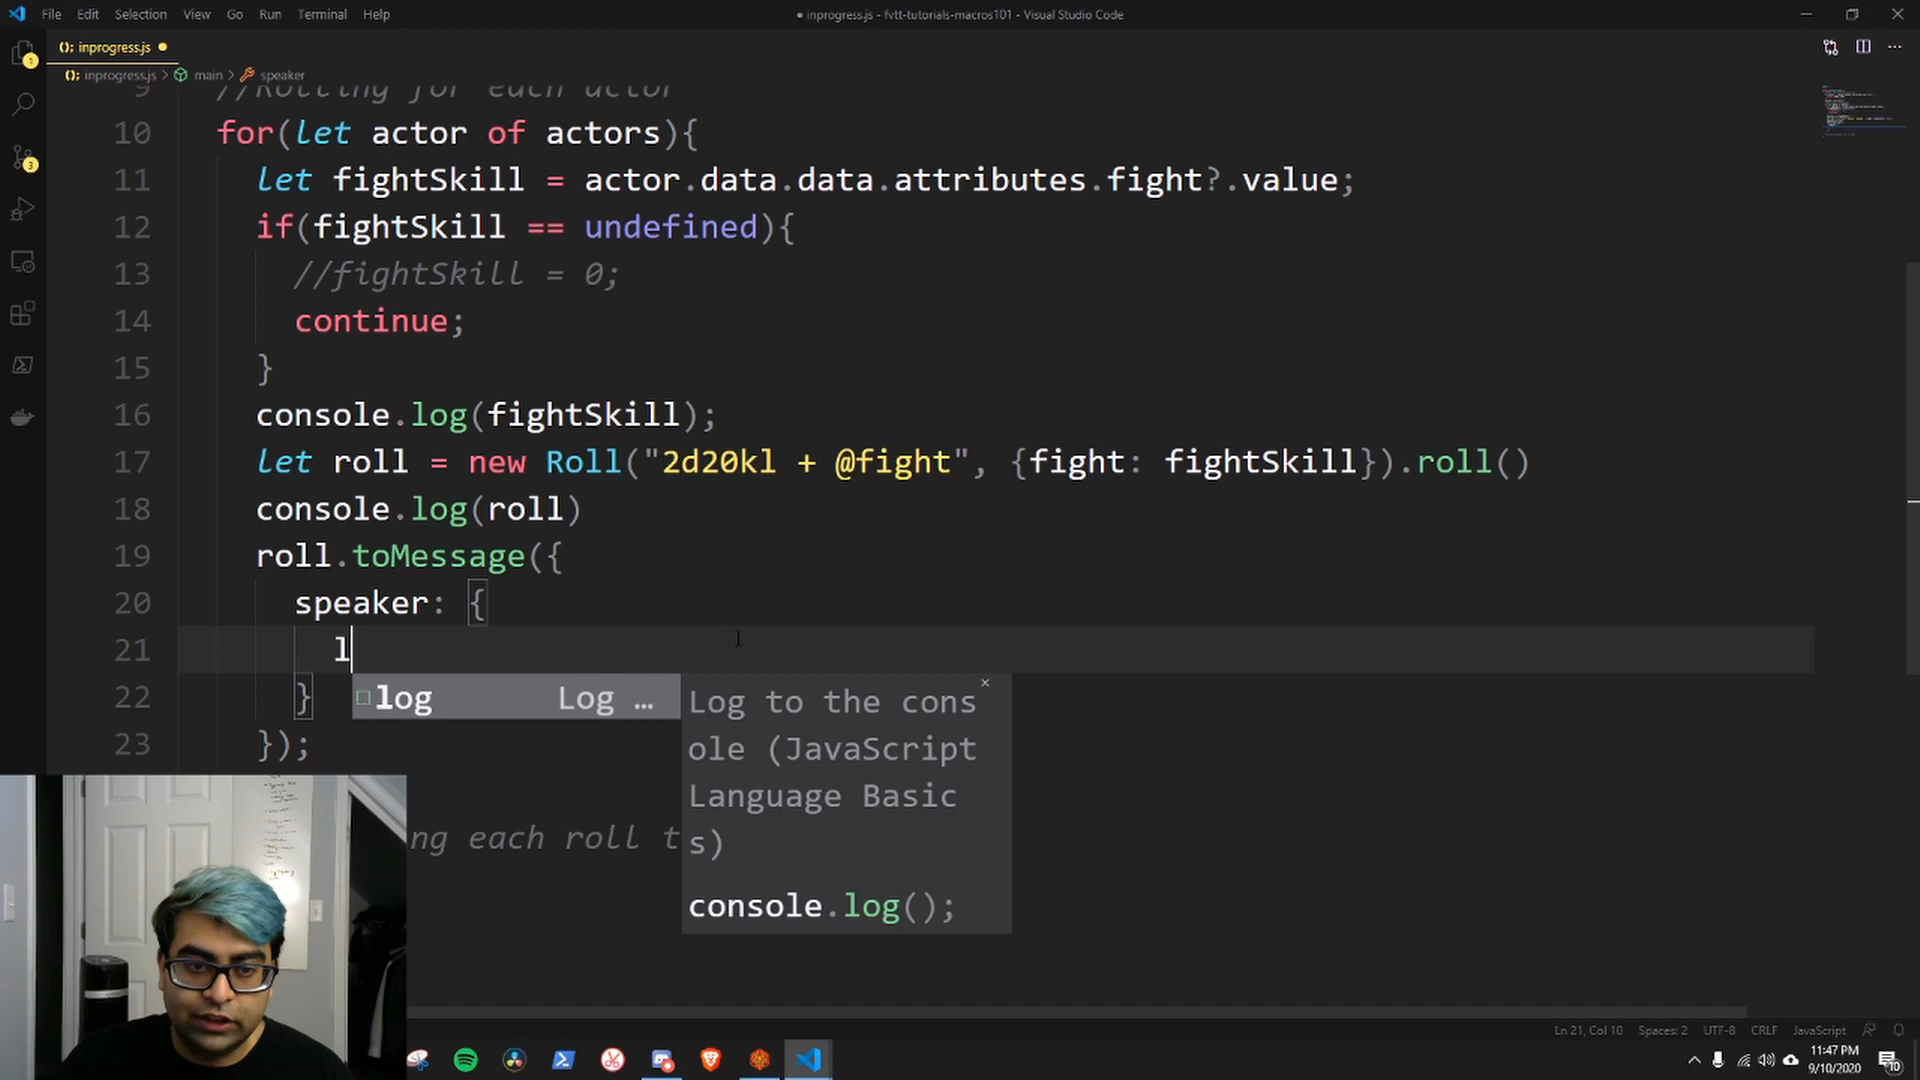 File Edit Selection View Go Run Terminal Help
● inprogress.js - fvtt-tutorials-macros101 - Visual Studio Code
inprogress.js ●
inprogress.js > main > speaker
9 //Rolling for each actor
10 for(let actor of actors){
11 let fightSkill = actor.data.data.attributes.fight?.value;
12 if(fightSkill == undefined){
13 //fightSkill = 0;
14 continue;
15 }
16 console.log(fightSkill);
17 let roll = new Roll("2d20kl + @fight", {fight: fightSkill}).roll()
18 console.log(roll)
19 roll.toMessage({
20 speaker: {
21 l
22 }
log Log ...
Log to the cons
ole (JavaScript
Language Basic
s)
console.log();
23 });
ng each roll t
Ln 21, Col 10 Spaces: 2 UTF-8 CRLF JavaScript
11:47 PM
9/10/2020